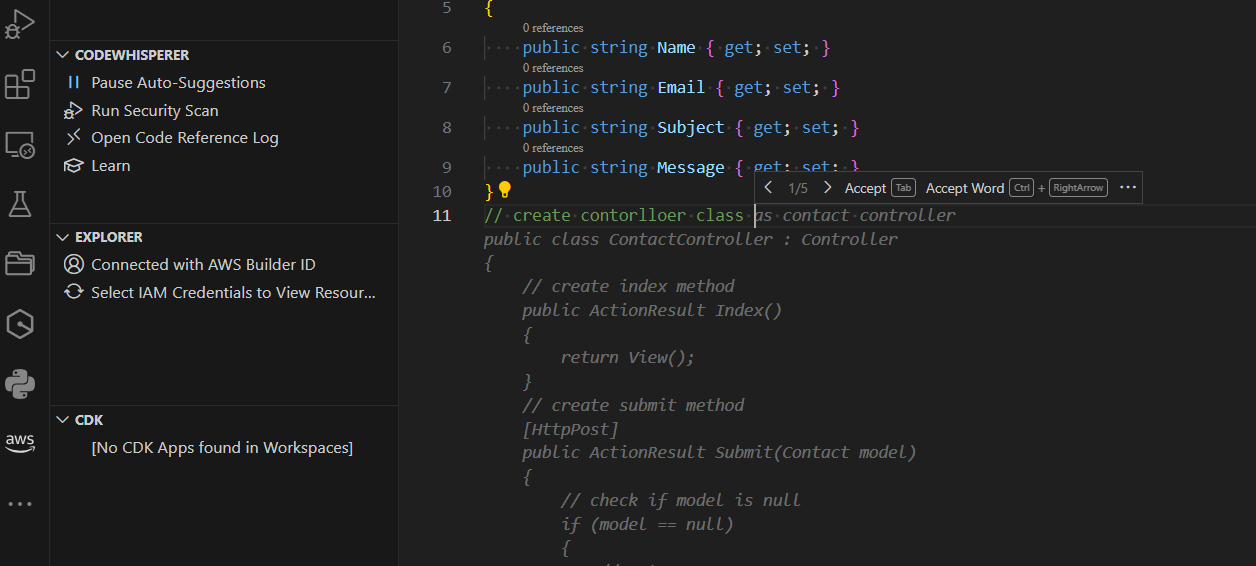 CODEWHISPERER
Pause Auto-Suggestions
Run Security Scan
Open Code Reference Log
Learn
EXPLORER
Connected with AWS Builder ID
Select IAM Credentials to View Resour...
CDK
[No CDK Apps found in Workspaces]
aws
5 {
0 references
6 public string Name { get; set; }
0 references
7 public string Email { get; set; }
0 references
8 public string Subject { get; set; }
0 references
9 public string Message { get; set; }
1/5 Accept Tab Accept Word Ctrl + RightArrow ...
10 }
11 // create contorlloer class as contact controller
public class ContactController : Controller
{
// create index method
public ActionResult Index()
{
return View();
}
// create submit method
[HttpPost]
public ActionResult Submit(Contact model)
{
// check if model is null
if (model == null)
{